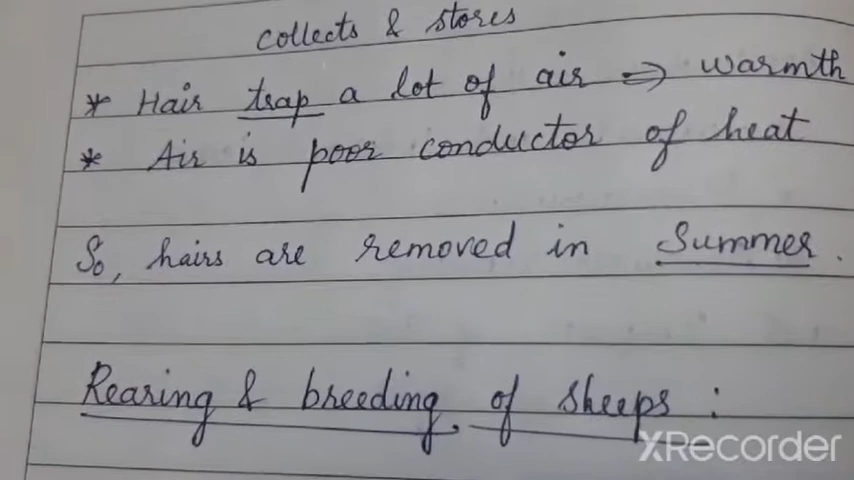 collects & stores
* Hair trap a lot of air ⇒ warmth
* Air is poor conductor of heat
So, hairs are removed in Summer.
Rearing & breeding of sheeps :
XRecorder